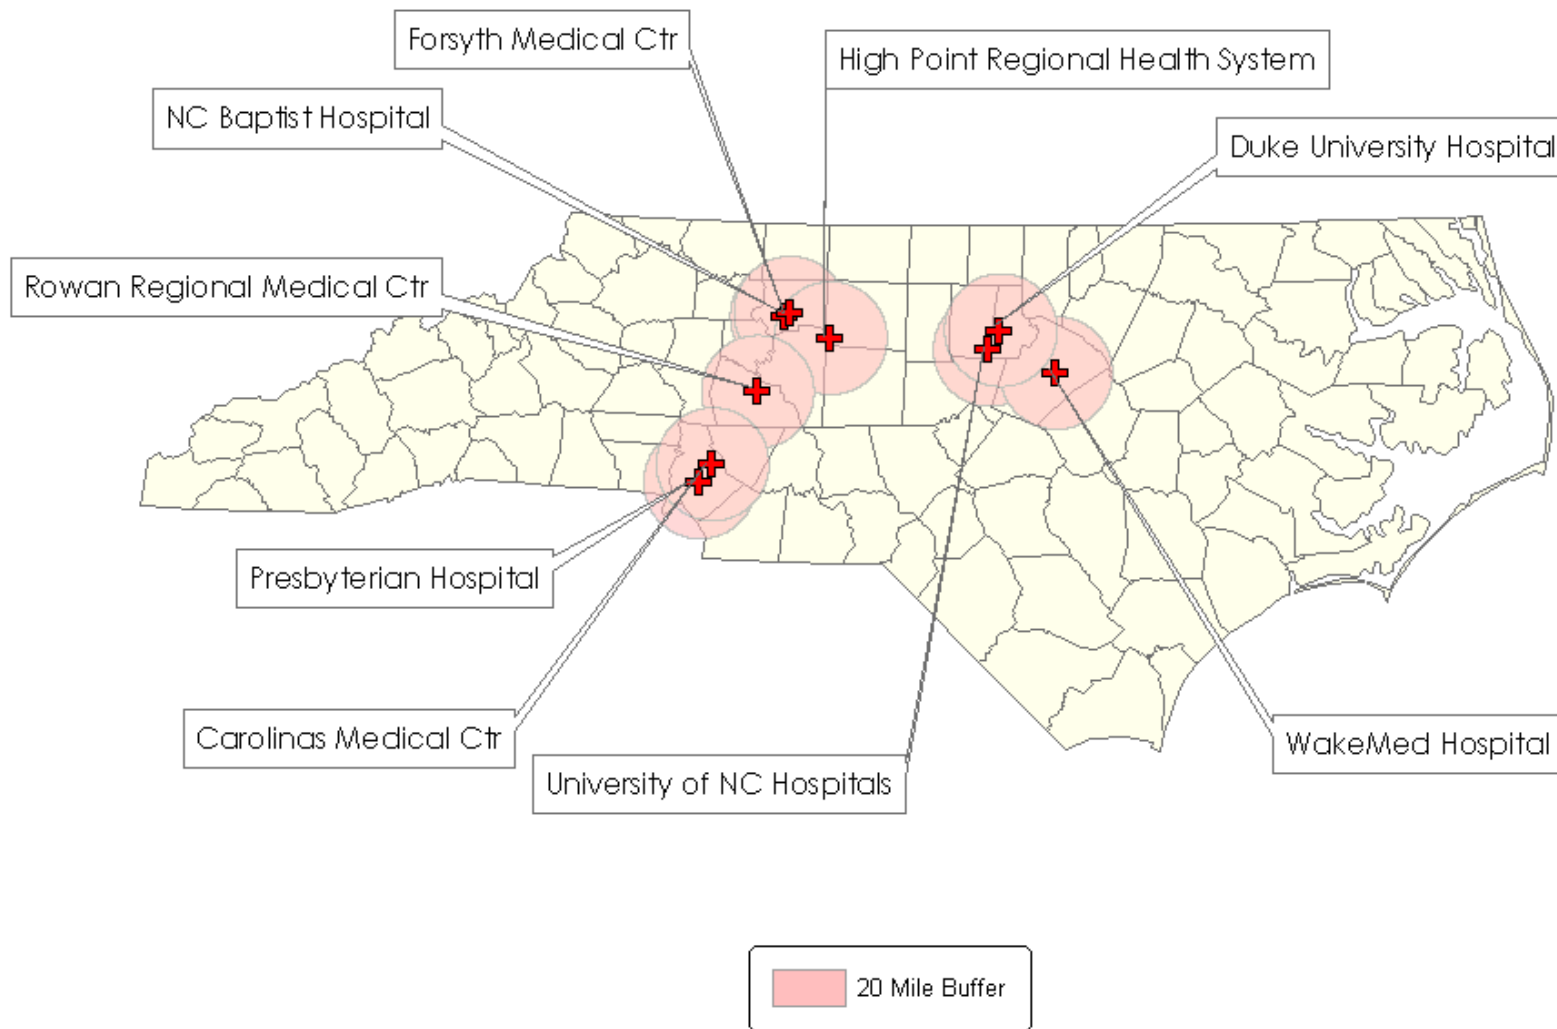 Forsyth Medical Ctr
High Point Regional Health System
NC Baptist Hospital
Duke University Hospital
Rowan Regional Medical Ctr
Presbyterian Hospital
Carolinas Medical Ctr
WakeMed Hospital
University of NC Hospitals
20 Mile Buffer